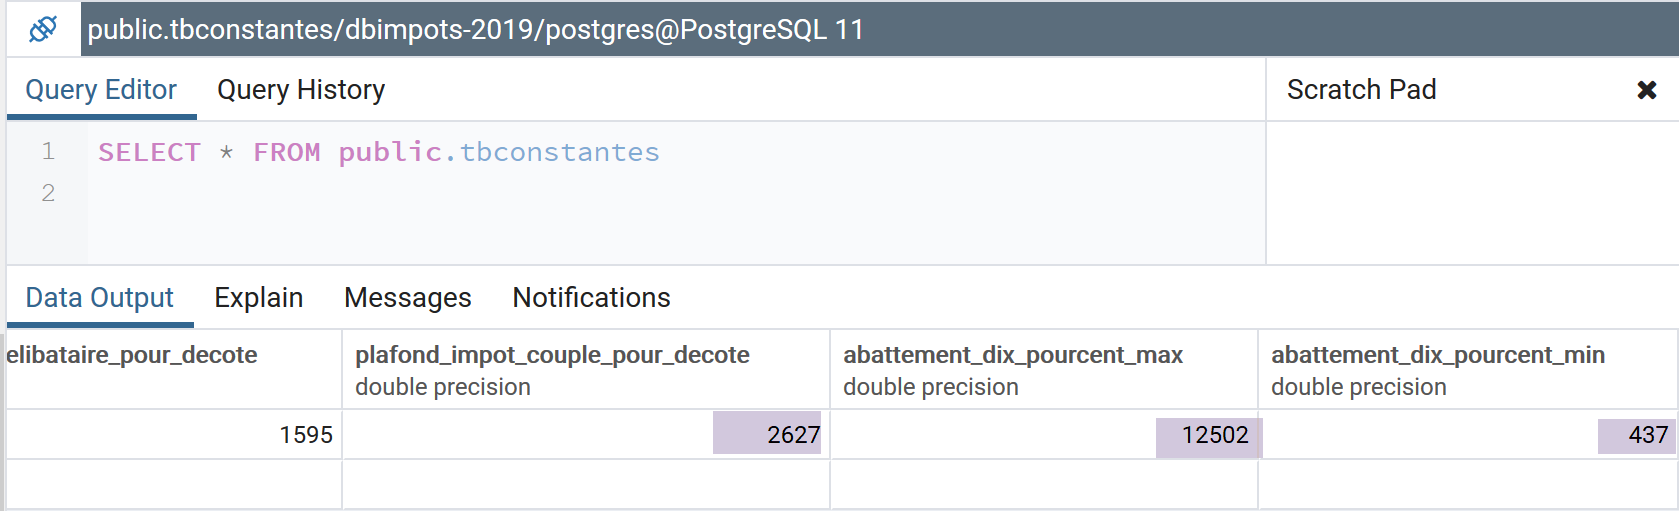 public.tbconstantes/dbimpots-2019/postgres@PostgreSQL 11
Query Editor Query History Scratch Pad
1 SELECT * FROM public.tbconstantes
2
Data Output Explain Messages Notifications
elibataire_pour_decote plafond_impot_couple_pour_decote abattement_dix_pourcent_max abattement_dix_pourcent_min
double precision double precision double precision
1595 2627 12502 437